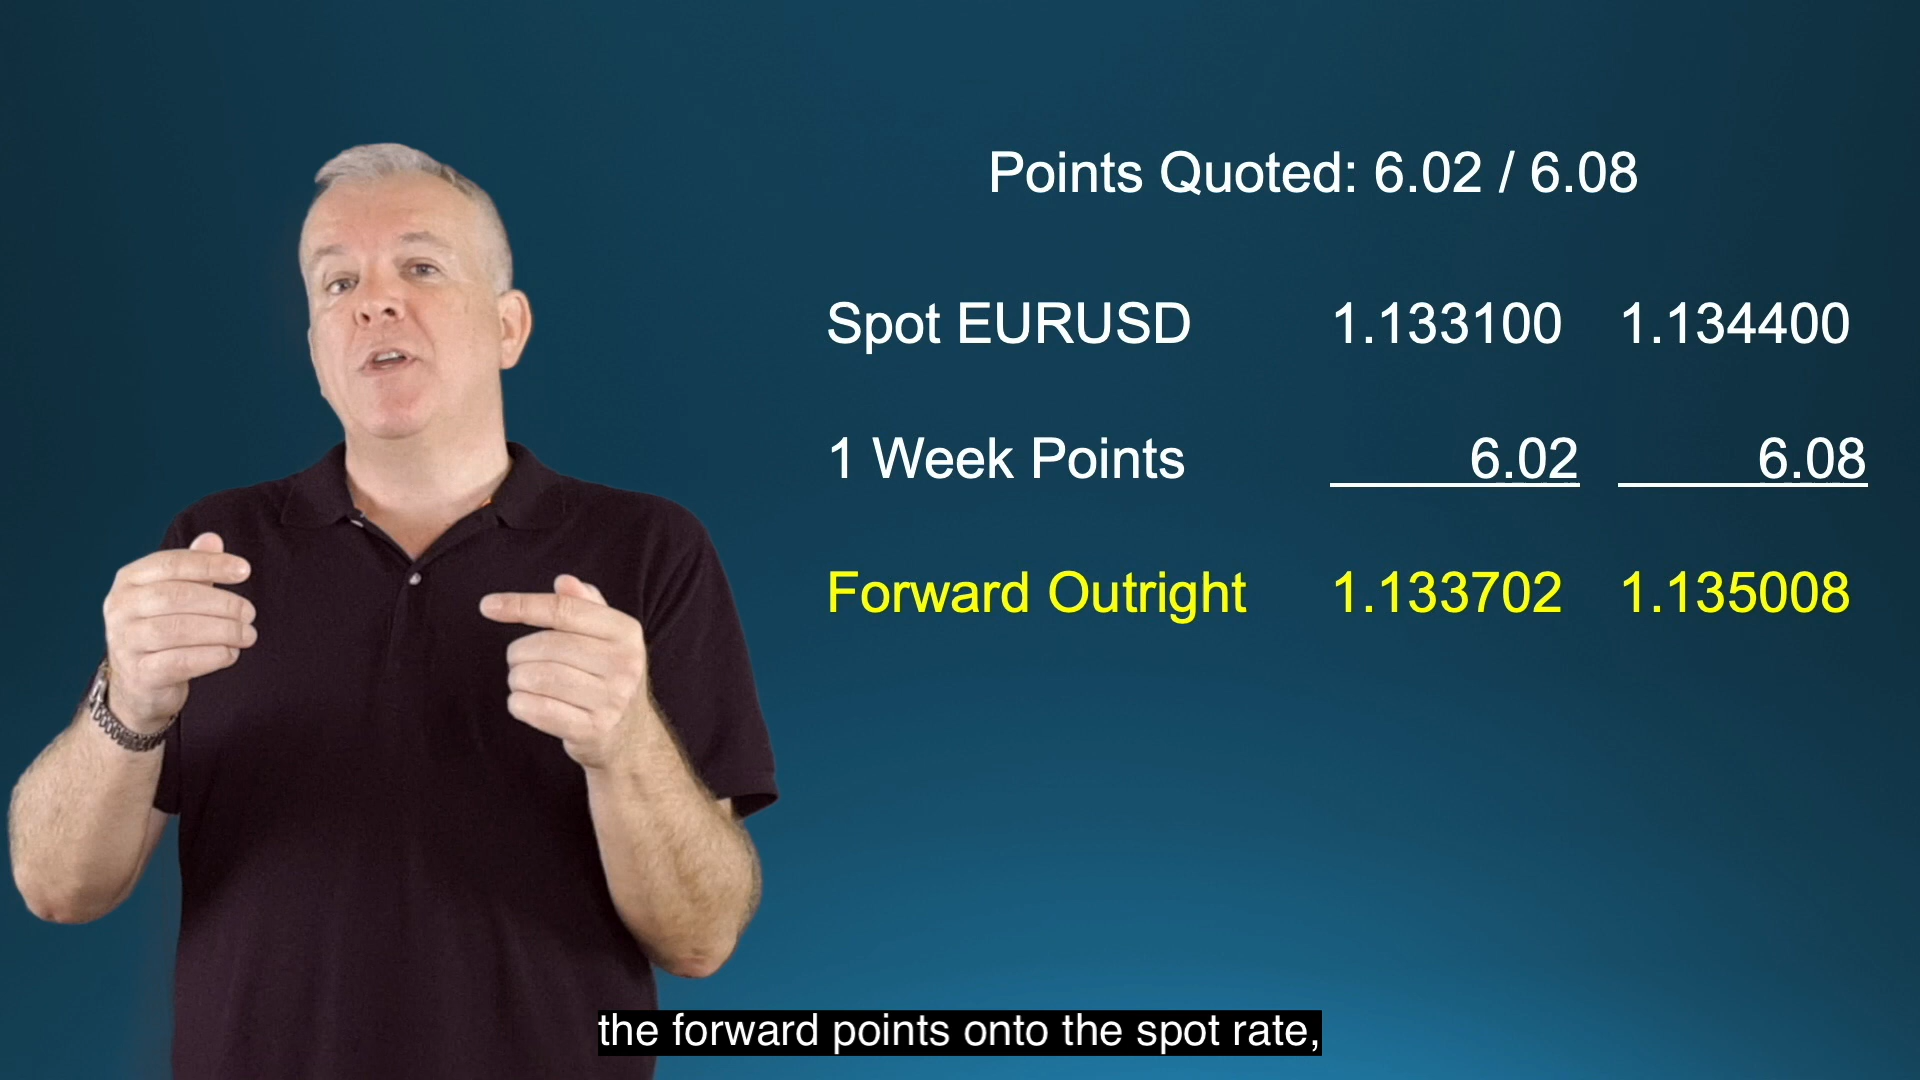 Points Quoted: 6.02 / 6.08
Spot EURUSD 1.133100 1.134400
1 Week Points 6.02 6.08
Forward Outright 1.133702 1.135008
the forward points onto the spot rate,